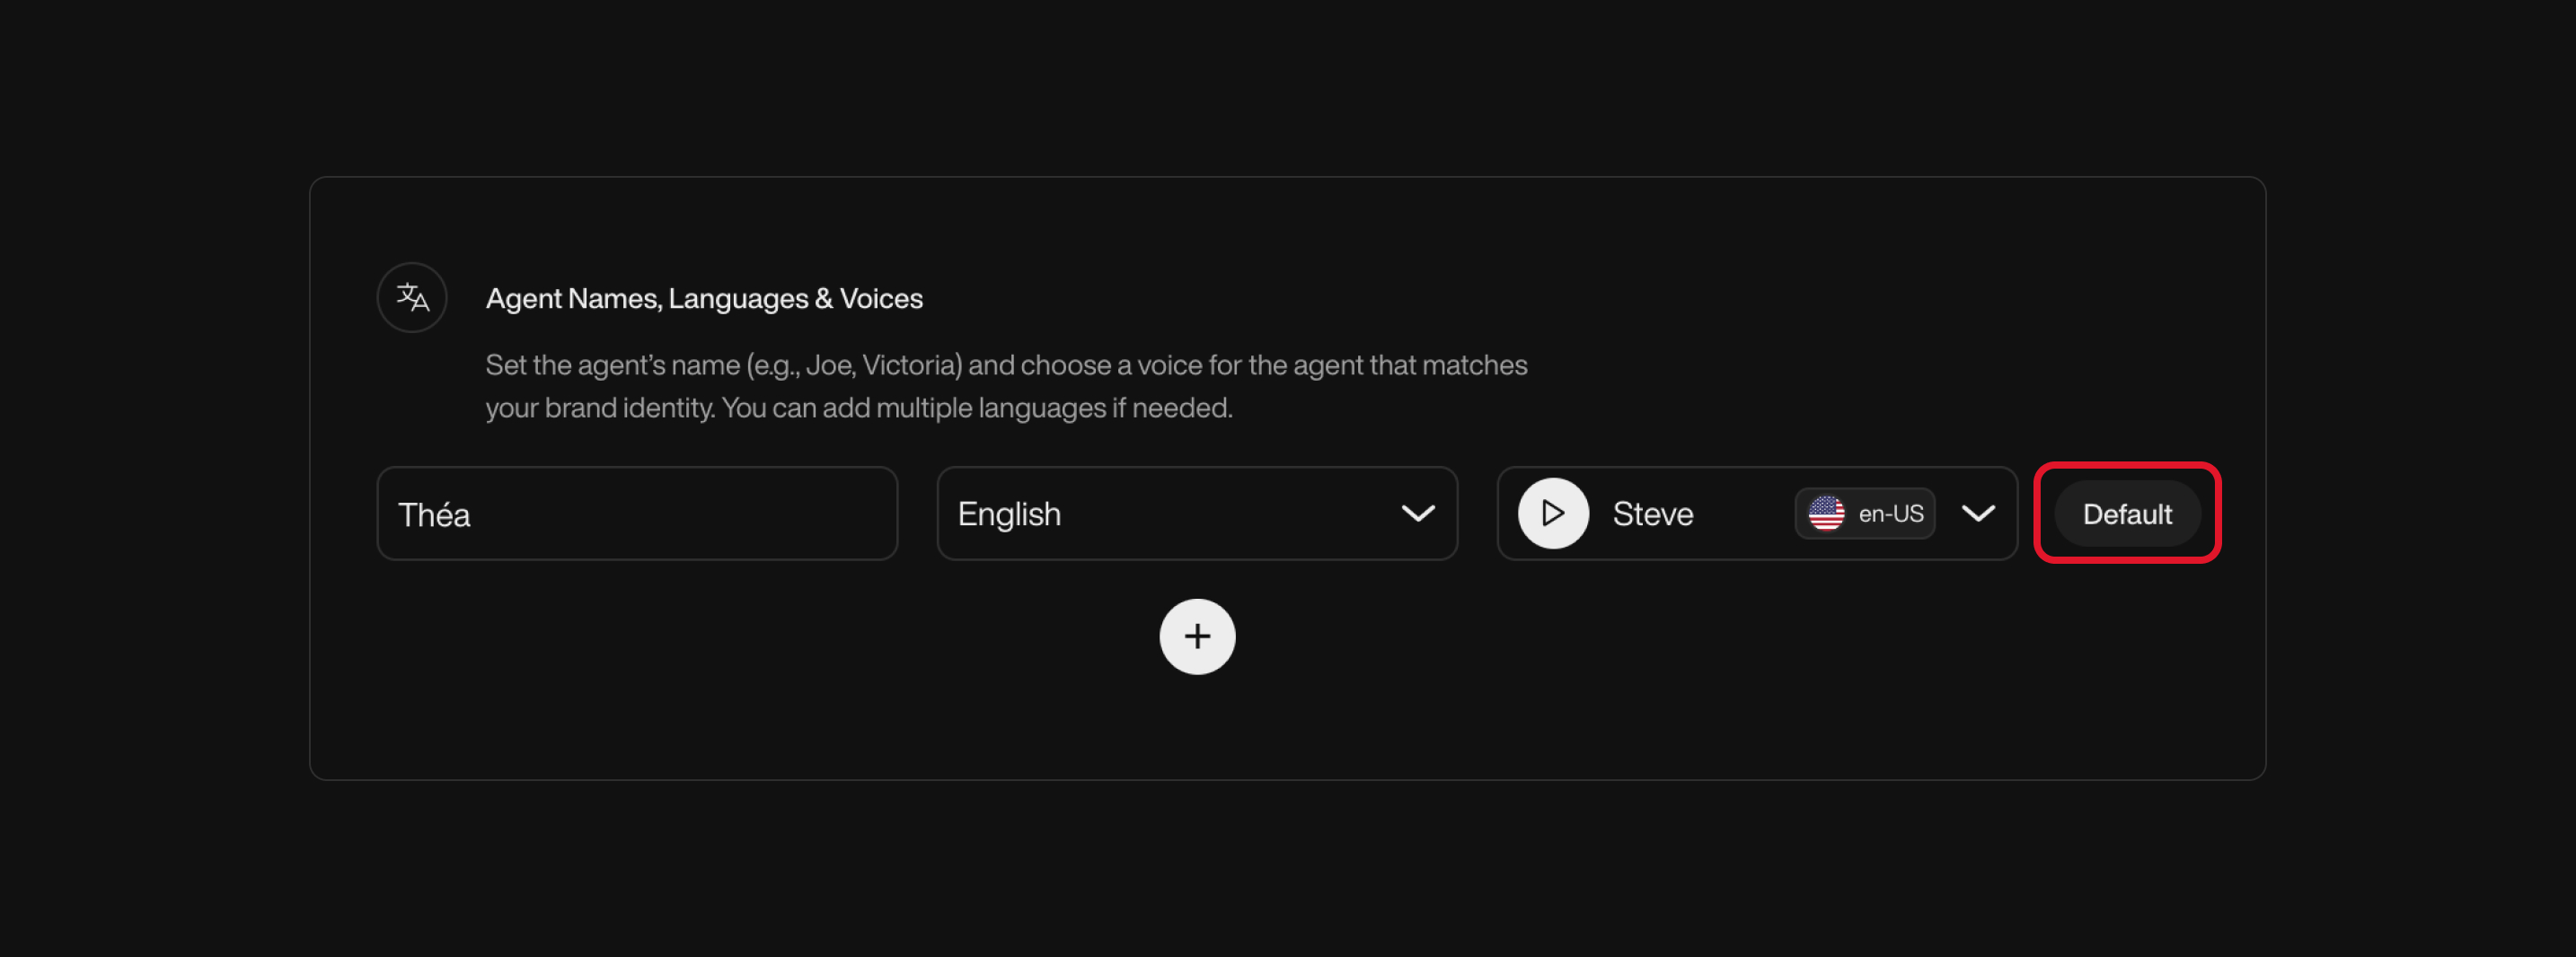 Agent Names, Languages & Voices
Set the agent’s name (e.g., Joe, Victoria) and choose a voice for the agent that matches
your brand identity. You can add multiple languages if needed.
Théa
English
Steve
en-US
Default